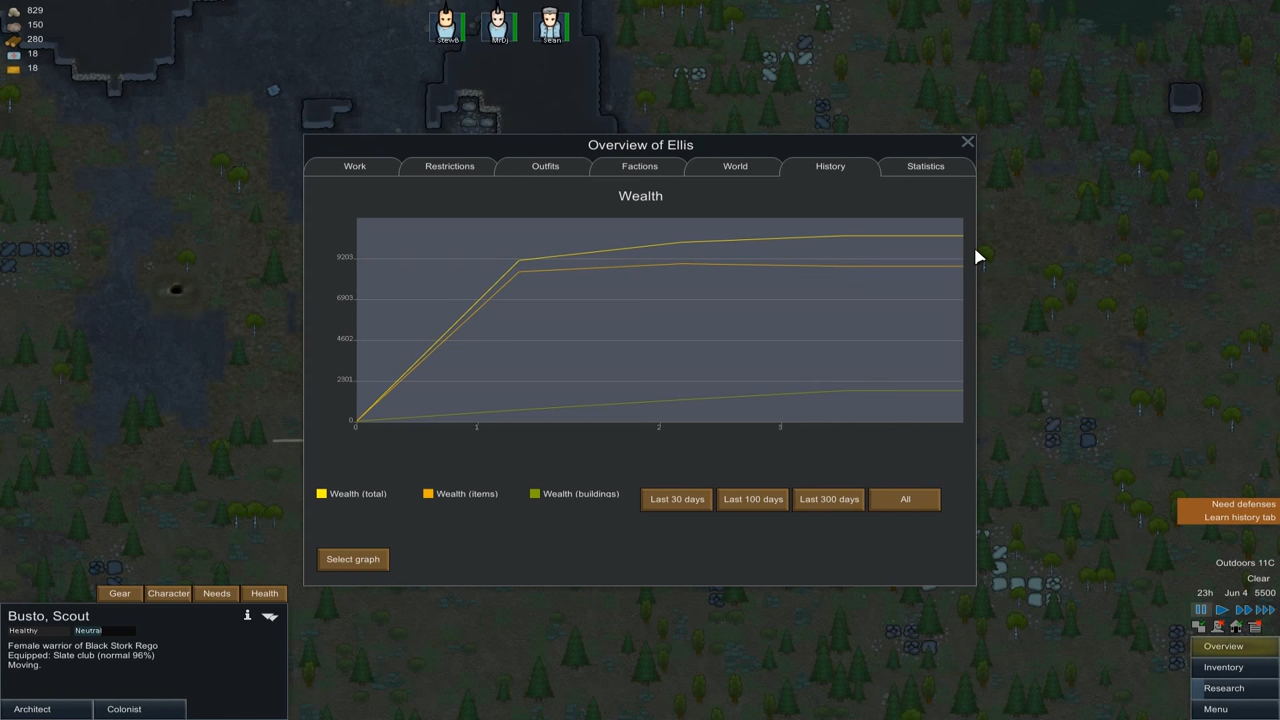 829
150
280
18
18
StewB
MrDj
Sean
Overview of Ellis
Work
Restrictions
Outfits
Factions
World
History
Statistics
Wealth
9203
6903
4602
2301
0
0
1
2
3
Wealth (total)
Wealth (items)
Wealth (buildings)
Last 30 days
Last 100 days
Last 300 days
All
Select graph
Need defenses
Learn history tab
Outdoors 11C
Clear
23h Jun 4 5500
Gear
Character
Needs
Health
Busto, Scout
Healthy
Neutral
Female warrior of Black Stork Rego
Equipped: Slate club (normal 96%)
Moving.
Architect
Colonist
Overview
Inventory
Research
Menu